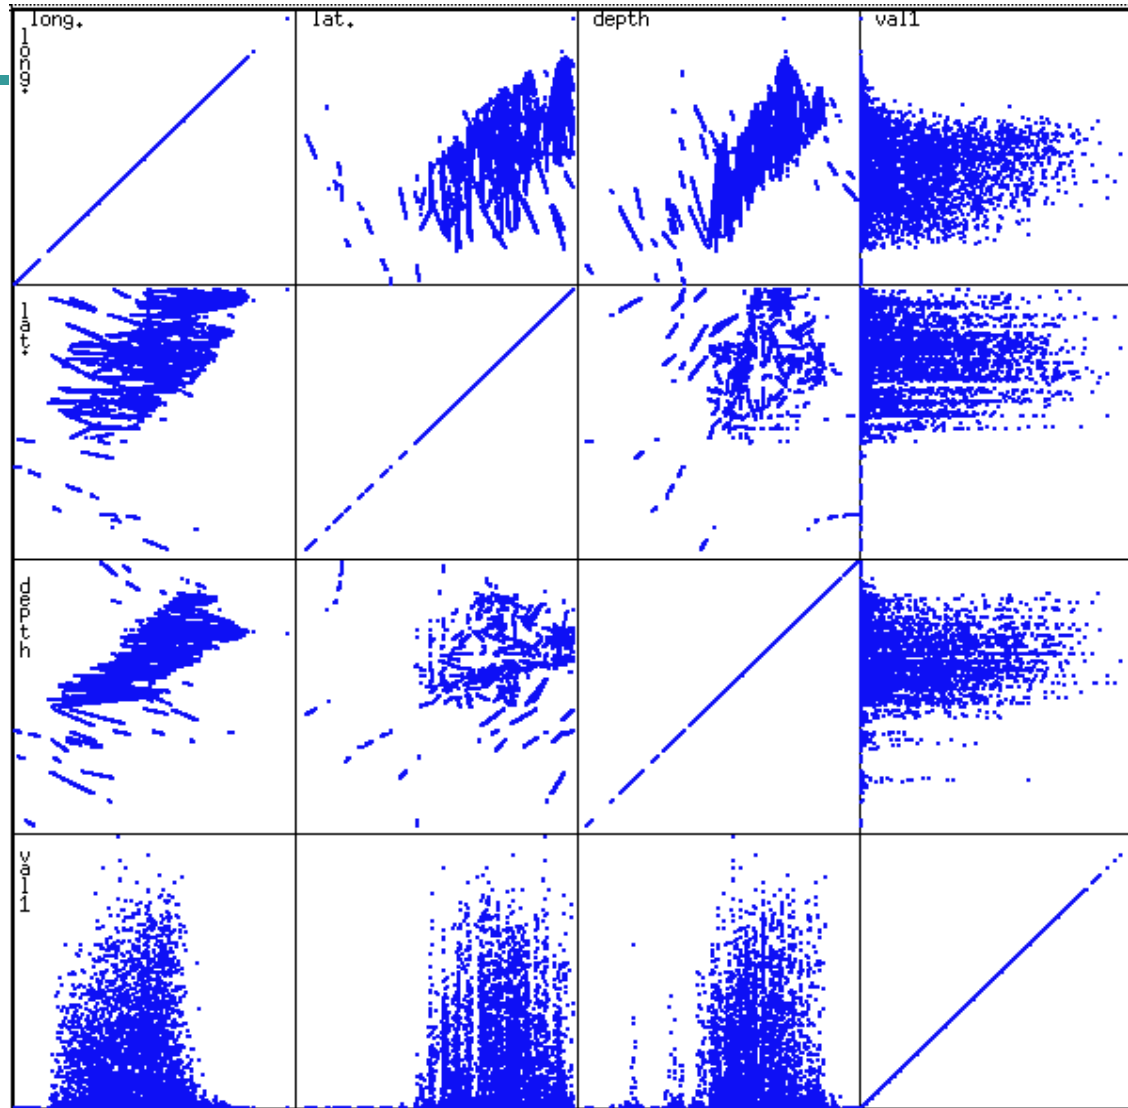 long. lat. depth val1
long.
lat.
depth
val1